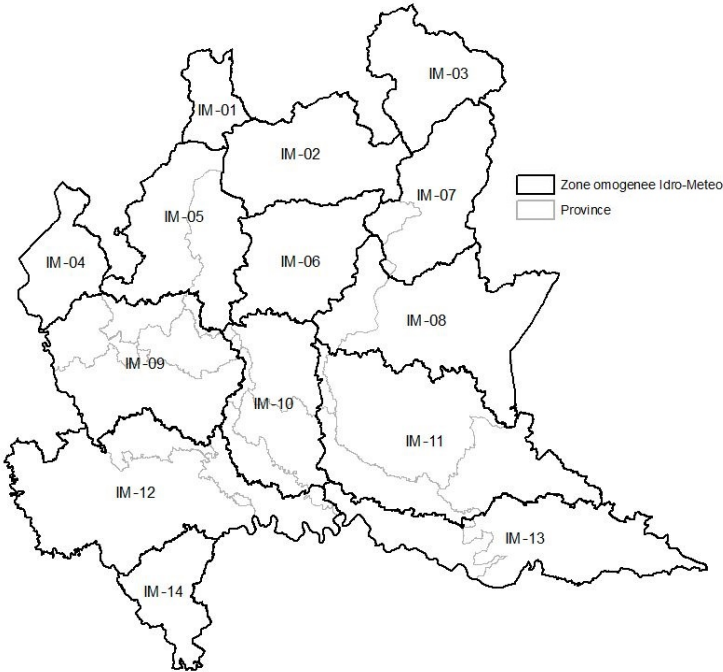 IM-03
IM-01
IM-02
Zone omogenee Idro-Meteo
IM-07
Province
IM-05
IM-04
IM-06
IM-08
IM-09
IM-10
IM-11
IM-12
IM-13
IM-14